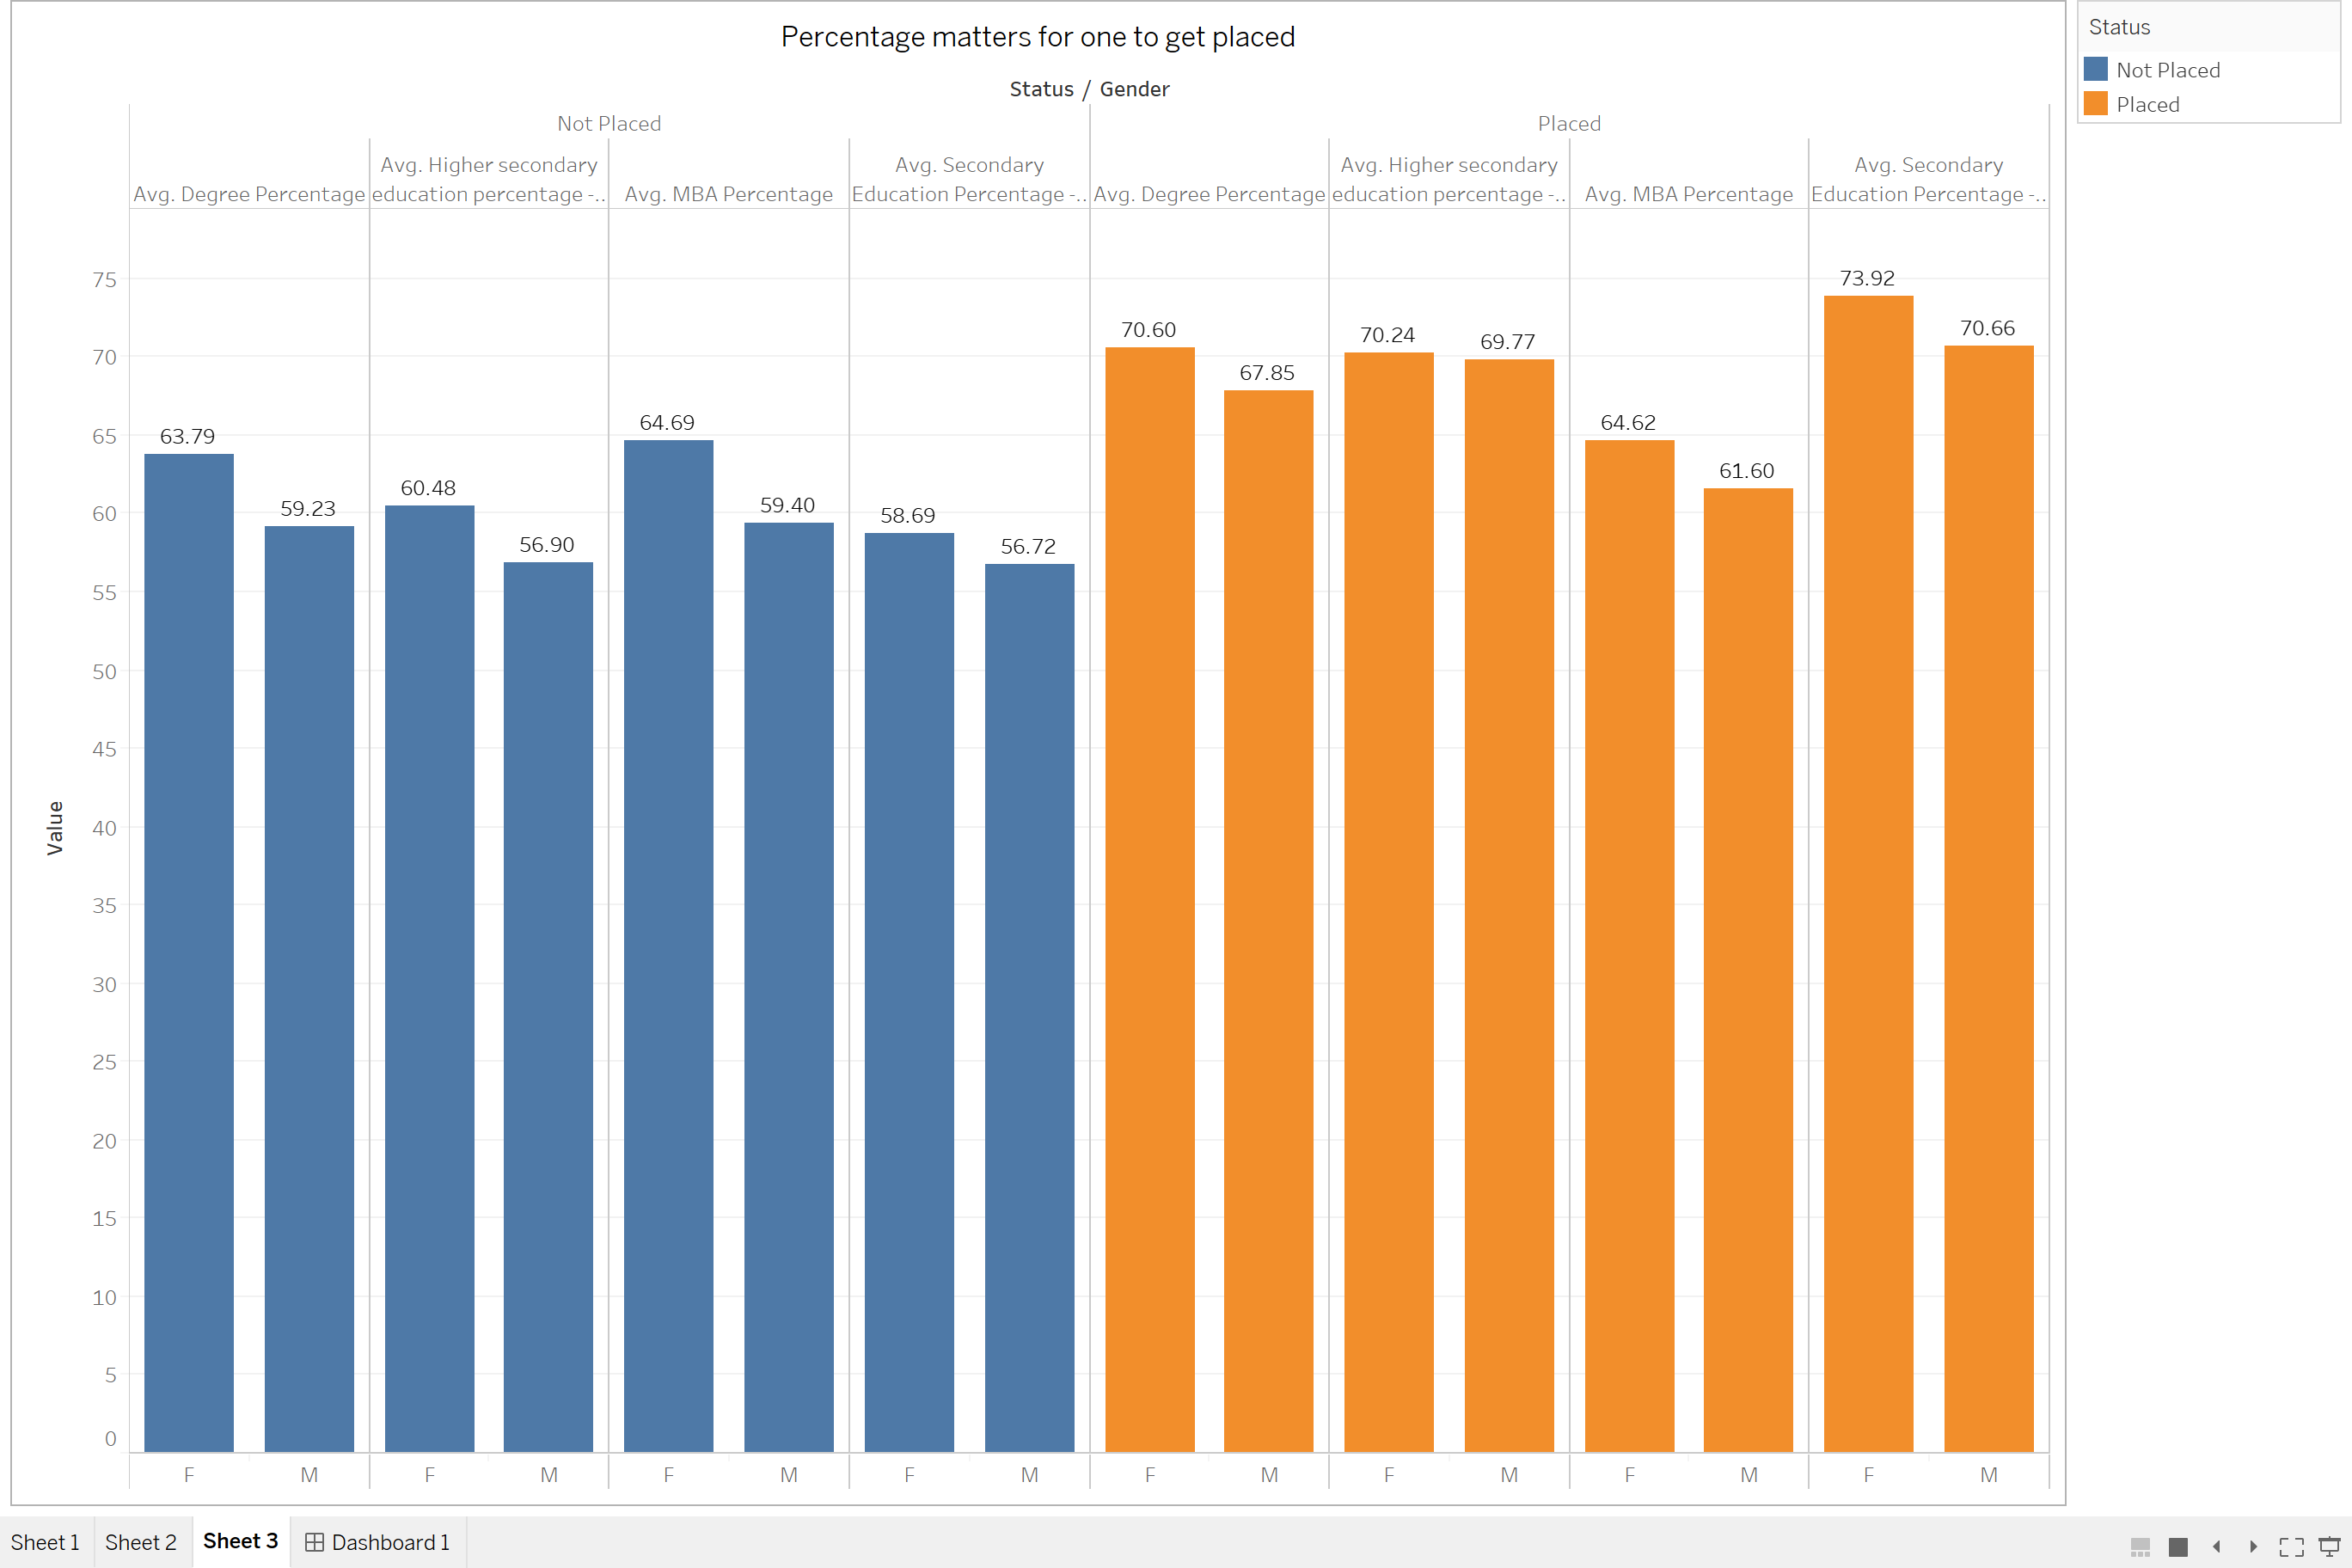 Percentage matters for one to get placed
Status / Gender
Status
Not Placed
Placed
Not Placed
Placed
Avg. Degree Percentage
Avg. Higher secondary
education percentage -..
Avg. MBA Percentage
Avg. Secondary
Education Percentage -..
Avg. Degree Percentage
Avg. Higher secondary
education percentage -..
Avg. MBA Percentage
Avg. Secondary
Education Percentage -..
Value
75
70
65
60
55
50
45
40
35
30
25
20
15
10
5
0
63.79
59.23
60.48
56.90
64.69
59.40
58.69
56.72
70.60
67.85
70.24
69.77
64.62
61.60
73.92
70.66
F M F M F M F M F M F M F M F M
Sheet 1 Sheet 2 Sheet 3 Dashboard 1